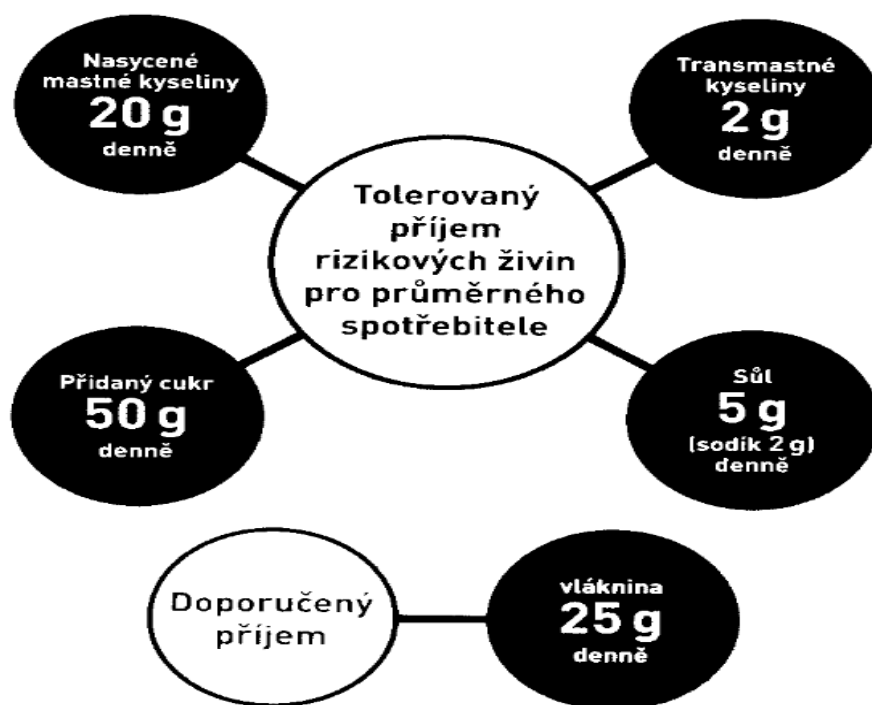 Nasycené
mastné kyseliny
20 g
denně
Transmastné
kyseliny
2 g
denně
Tolerovaný
příjem
rizikových živin
pro průměrného
spotřebitele
Přidaný cukr
50 g
denně
Sůl
5 g
(sodík 2 g)
denně
Doporučený
příjem
vláknina
25 g
denně